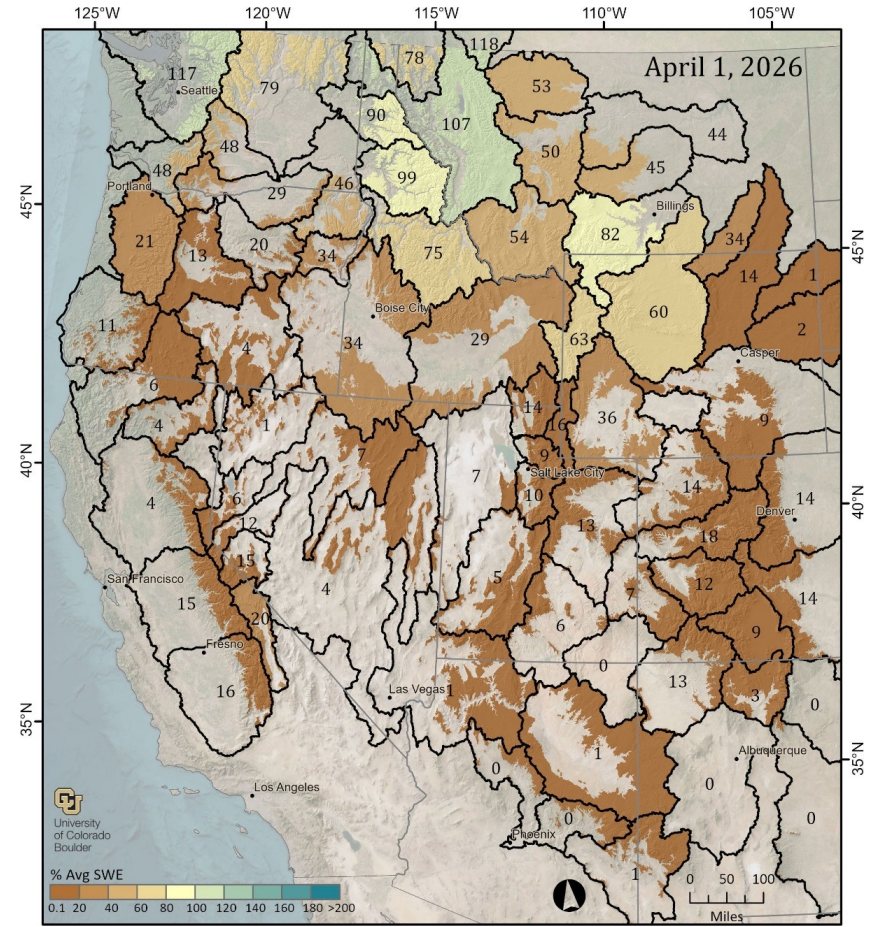 125°W 120°W 115°W 110°W 105°W
118
April 1, 2026
117
78
Seattle
79
53
90
107
44
48
50
99
45
48
46
Portland
29
45°N
Billings
21
20
82
34
13
34
75
54
45°N
14
1
60
Boise City
2
11
63
34
29
4
Casper
6
14
36
9
4
1
16
7
9
40°N
Salt Lake City
7
14
14
6
10
4
Denver
40°N
12
13
18
15
San Francisco
5
12
7
4
14
15
20
6
9
Fresno
0
13
16
Las Vegas
1
3
0
35°N
1
Albuquerque
35°N
0
0
Los Angeles
0
0
Phoenix
University
of Colorado
Boulder
1
% Avg SWE
0.1 20 40 60 80 100 120 140 160 180 >200
0 50 100
Miles